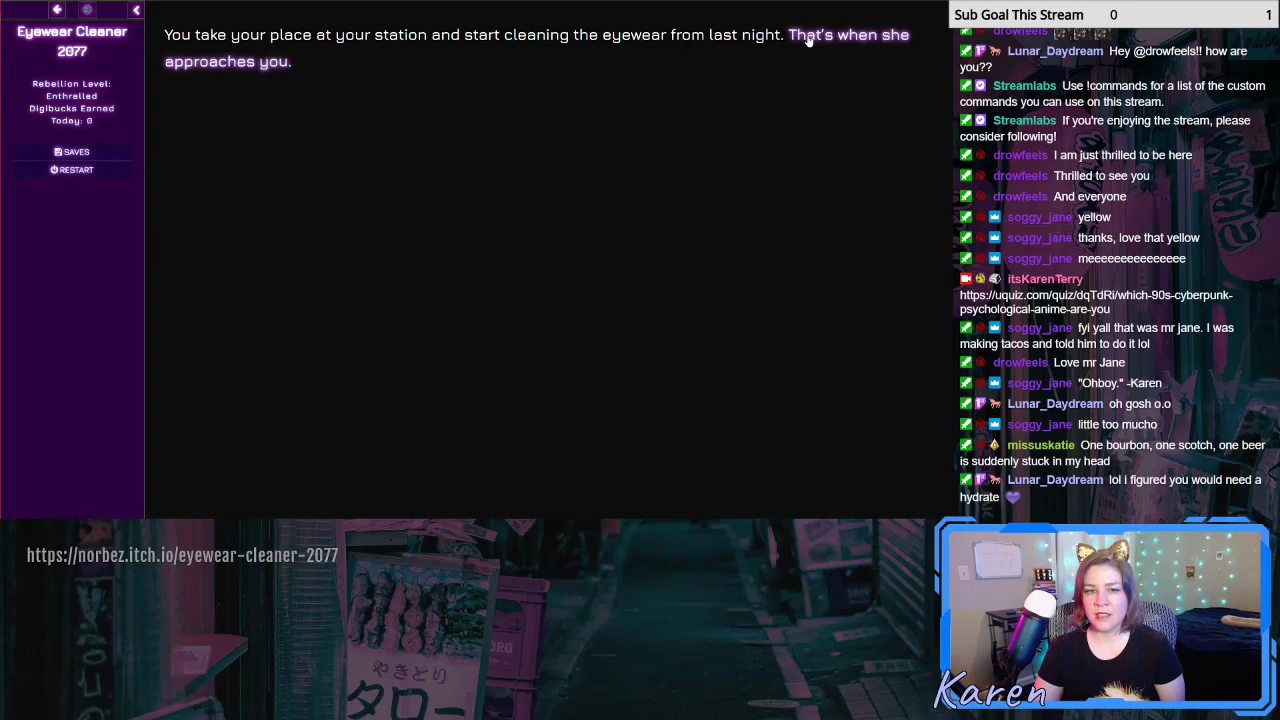 Eyewear Cleaner
2077
Rebellion Level:
Enthralled
Digibucks Earned
Today: 0
SAVES
RESTART
You take your place at your station and start cleaning the eyewear from last night. That's when she
approaches you.
https://norbez.itch.io/eyewear-cleaner-2077
やきとり
タロー
Sub Goal This Stream 0 1
drowfeels
Lunar_Daydream Hey @drowfeels!! how are
you??
Streamlabs Use !commands for a list of the custom
commands you can use on this stream.
Streamlabs If you're enjoying the stream, please
consider following!
drowfeels I am just thrilled to be here
drowfeels Thrilled to see you
drowfeels And everyone
soggy_jane yellow
soggy_jane thanks, love that yellow
soggy_jane meeeeeeeeeeeeeee
itsKarenTerry
https://uquiz.com/quiz/dqTdRi/which-90s-cyberpunk-
psychological-anime-are-you
soggy_jane fyi yall that was mr jane. I was
making tacos and told him to do it lol
drowfeels Love mr Jane
soggy_jane "Ohboy." -Karen
Lunar_Daydream oh gosh o.o
soggy_jane little too mucho
missuskatie One bourbon, one scotch, one beer
is suddenly stuck in my head
Lunar_Daydream lol i figured you would need a
hydrate
Karen